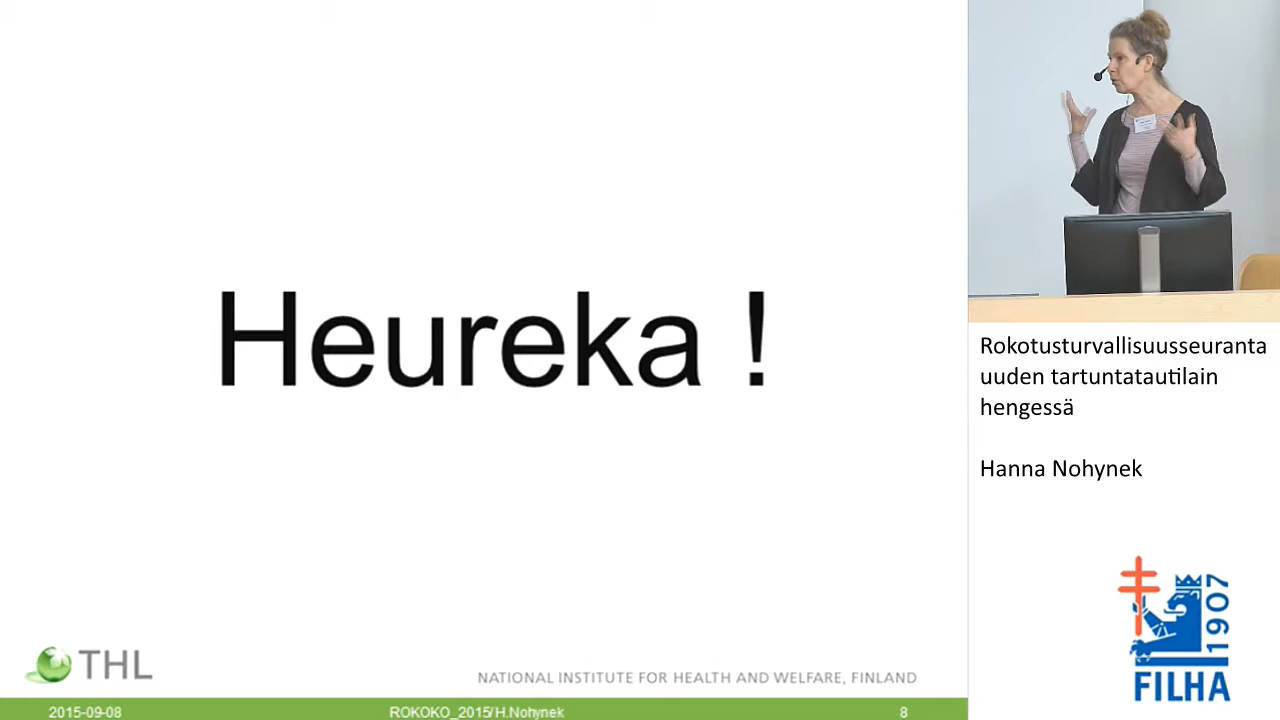 Heureka !
THL
NATIONAL INSTITUTE FOR HEALTH AND WELFARE, FINLAND
2015-09-08
ROKOKO_2015/H.Nohynek
8
Rokotusturvallisuusseuranta
uuden tartuntatautilain
hengessä
Hanna Nohynek
1907
FILHA